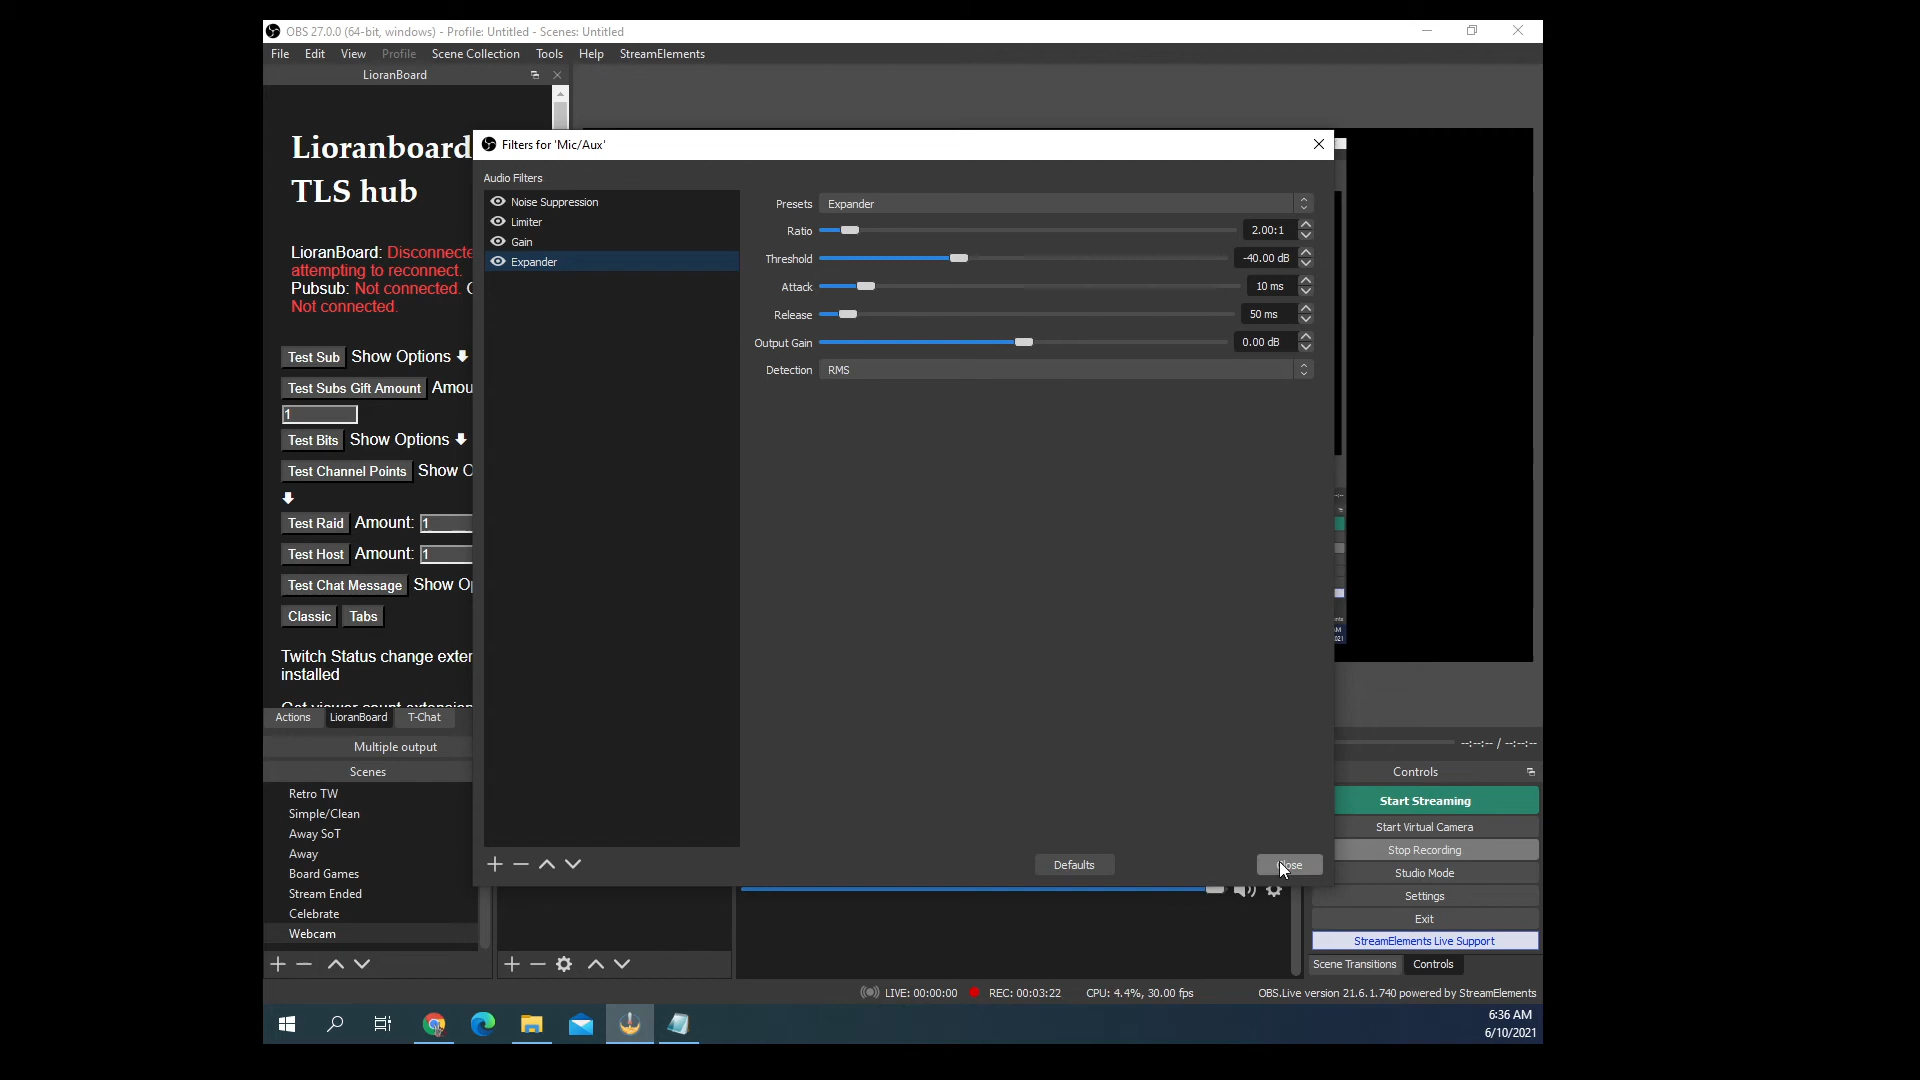 OBS 27.0.0 (64-bit, windows) - Profile: Untitled - Scenes: Untitled
File Edit View Profile Scene Collection Tools Help StreamElements
LioranBoard
Lioranboard
TLS hub
LioranBoard: Disconnecte
attempting to reconnect.
Pubsub: Not connected.
Not connected.
Test Sub Show Options
Test Subs Gift Amount Amou
1
Test Bits Show Options
Test Channel Points Show O
Test Raid Amount: 1
Test Host Amount: 1
Test Chat Message Show Op
Classic Tabs
Twitch Status change exter
installed
Actions LioranBoard T-Chat
Multiple output
Scenes
Retro TW
Simple/Clean
Away SoT
Away
Board Games
Stream Ended
Celebrate
Webcam
Filters for 'Mic/Aux'
Audio Filters
Noise Suppression
Limiter
Gain
Expander
Presets Expander
Ratio 2.00:1
Threshold -40.00 dB
Attack 10 ms
Release 50 ms
Output Gain 0.00 dB
Detection RMS
Defaults Close
--:--:-- / --:--:--
Controls
Start Streaming
Start Virtual Camera
Stop Recording
Studio Mode
Settings
Exit
StreamElements Live Support
Scene Transitions Controls
LIVE: 00:00:00 REC: 00:03:22 CPU: 4.4%, 30.00 fps OBS.Live version 21.6.1.740 powered by StreamElements
6:36 AM
6/10/2021